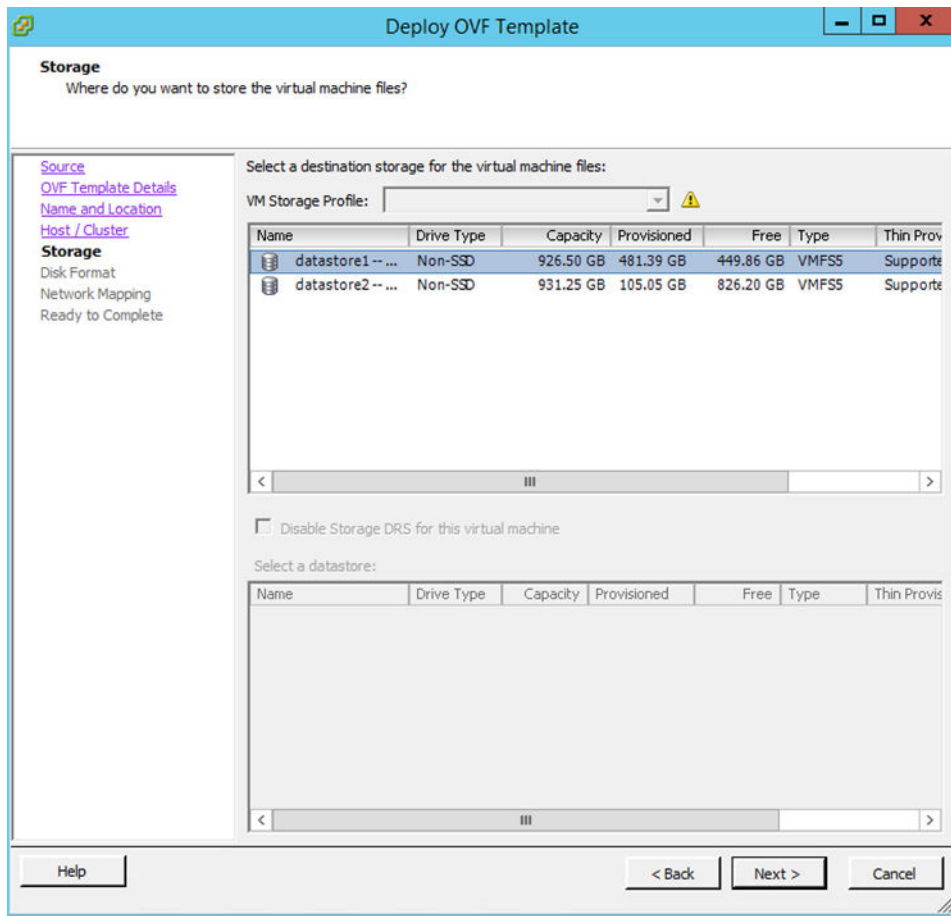 Deploy OVF Template
Storage
Where do you want to store the virtual machine files?
Source
OVF Template Details
Name and Location
Host / Cluster
Storage
Disk Format
Network Mapping
Ready to Complete
Select a destination storage for the virtual machine files:
VM Storage Profile:
Name Drive Type Capacity Provisioned Free Type Thin Prov
datastore1 -- ... Non-SSD 926.50 GB 481.39 GB 449.86 GB VMFS5 Supporte
datastore2 -- ... Non-SSD 931.25 GB 105.05 GB 826.20 GB VMFS5 Supporte
Disable Storage DRS for this virtual machine
Select a datastore:
Name Drive Type Capacity Provisioned Free Type Thin Provis
Help < Back Next > Cancel